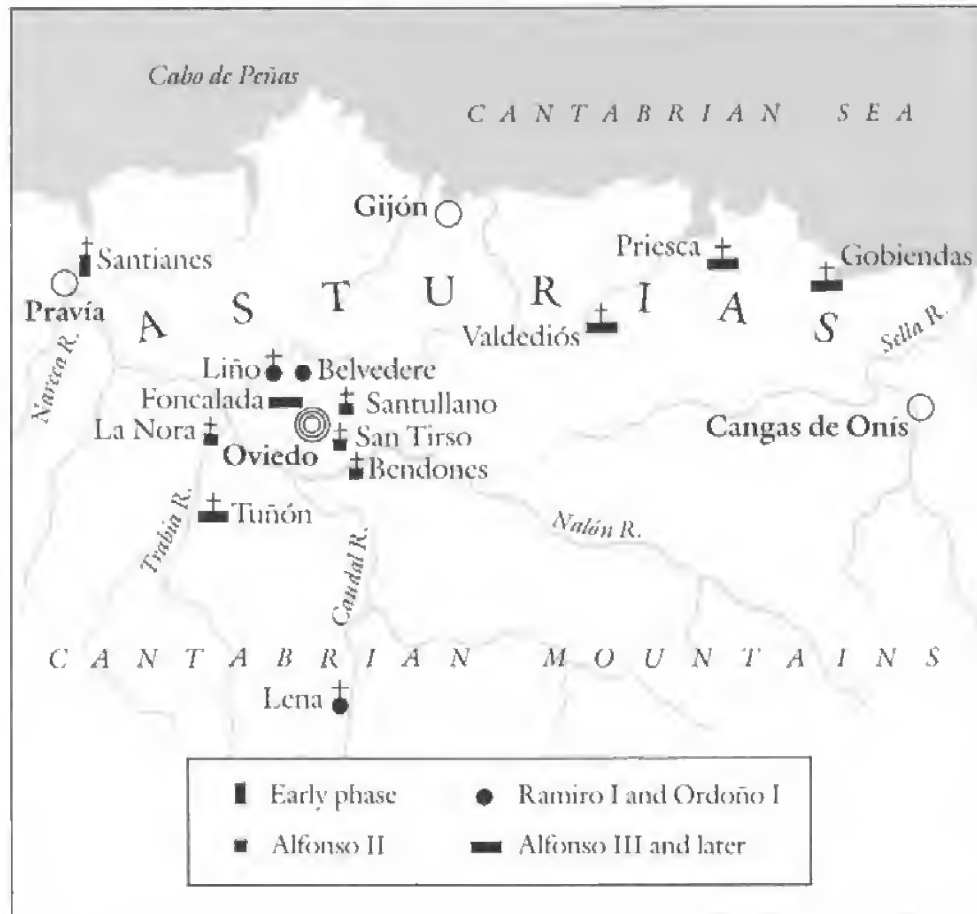 Cabo de Peñas
CANTABRIAN SEA
Gijón
Santianes
Priesca
Gobiendas
Pravía
ASTURIAS
Valdediós
Sella R.
Narcea R.
Liño
Belvedere
Foncalada
Santullano
La Nora
Oviedo
San Tirso
Cangas de Onís
Bendones
Tuñón
Trabia R.
Caudal R.
Nalón R.
CANTABRIAN MOUNTAINS
Lena
Early phase
Ramiro I and Ordoño I
Alfonso II
Alfonso III and later